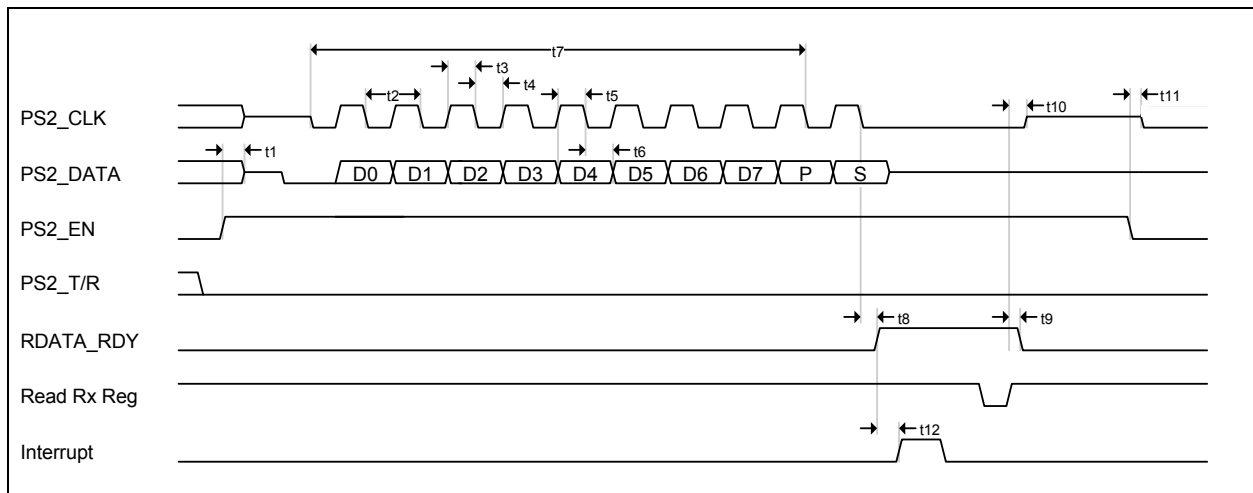 t7
t3
t2
t4
t5
t10
t11
PS2_CLK
t1
t6
PS2_DATA
D0 D1 D2 D3 D4 D5 D6 D7 P S
PS2_EN
PS2_T/R
t8
t9
RDATA_RDY
Read Rx Reg
t12
Interrupt